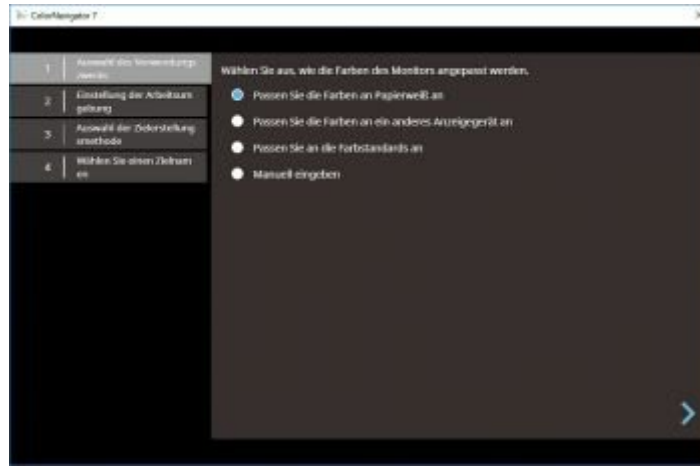 ColorNavigator 7
1
Auswahl des Verwendungs
zwecks
2
Einstellung der Arbeitsum
gebung
3
Auswahl der Zielerstellung
smethode
4
Wählen Sie einen Zielnam
en
Wählen Sie aus, wie die Farben des Monitors angepasst werden.
Passen Sie die Farben an Papierweiß an
Passen Sie die Farben an ein anderes Anzeigegerät an
Passen Sie an die Farbstandards an
Manuell eingeben